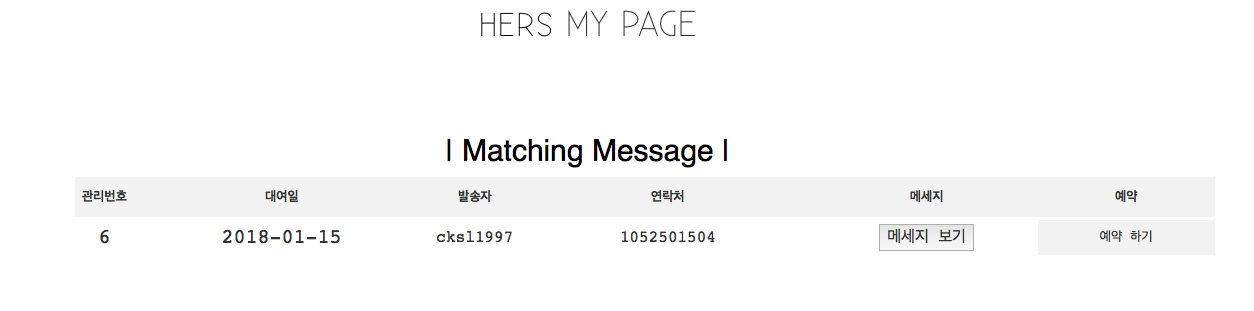 HERS MY PAGE
| Matching Message |
관리번호 대여일 발송자 연락처 메세지 예약
6 2018-01-15 cksl1997 1052501504 메세지 보기 예약 하기